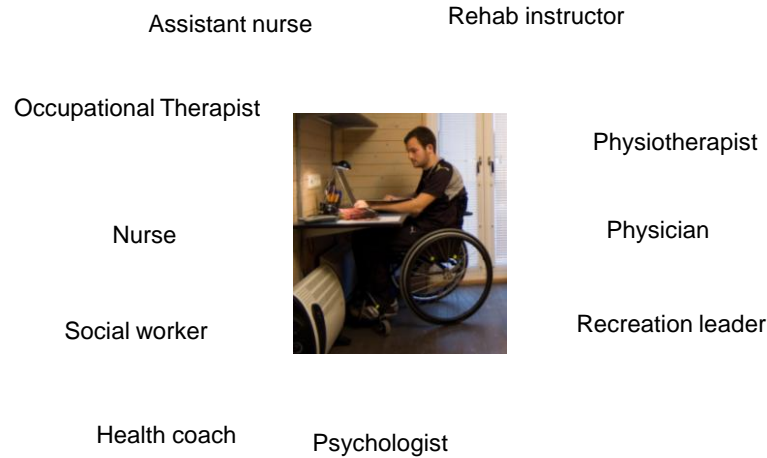 Assistant nurse
Rehab instructor
Occupational Therapist
Physiotherapist
Nurse
Physician
Social worker
Recreation leader
Health coach
Psychologist